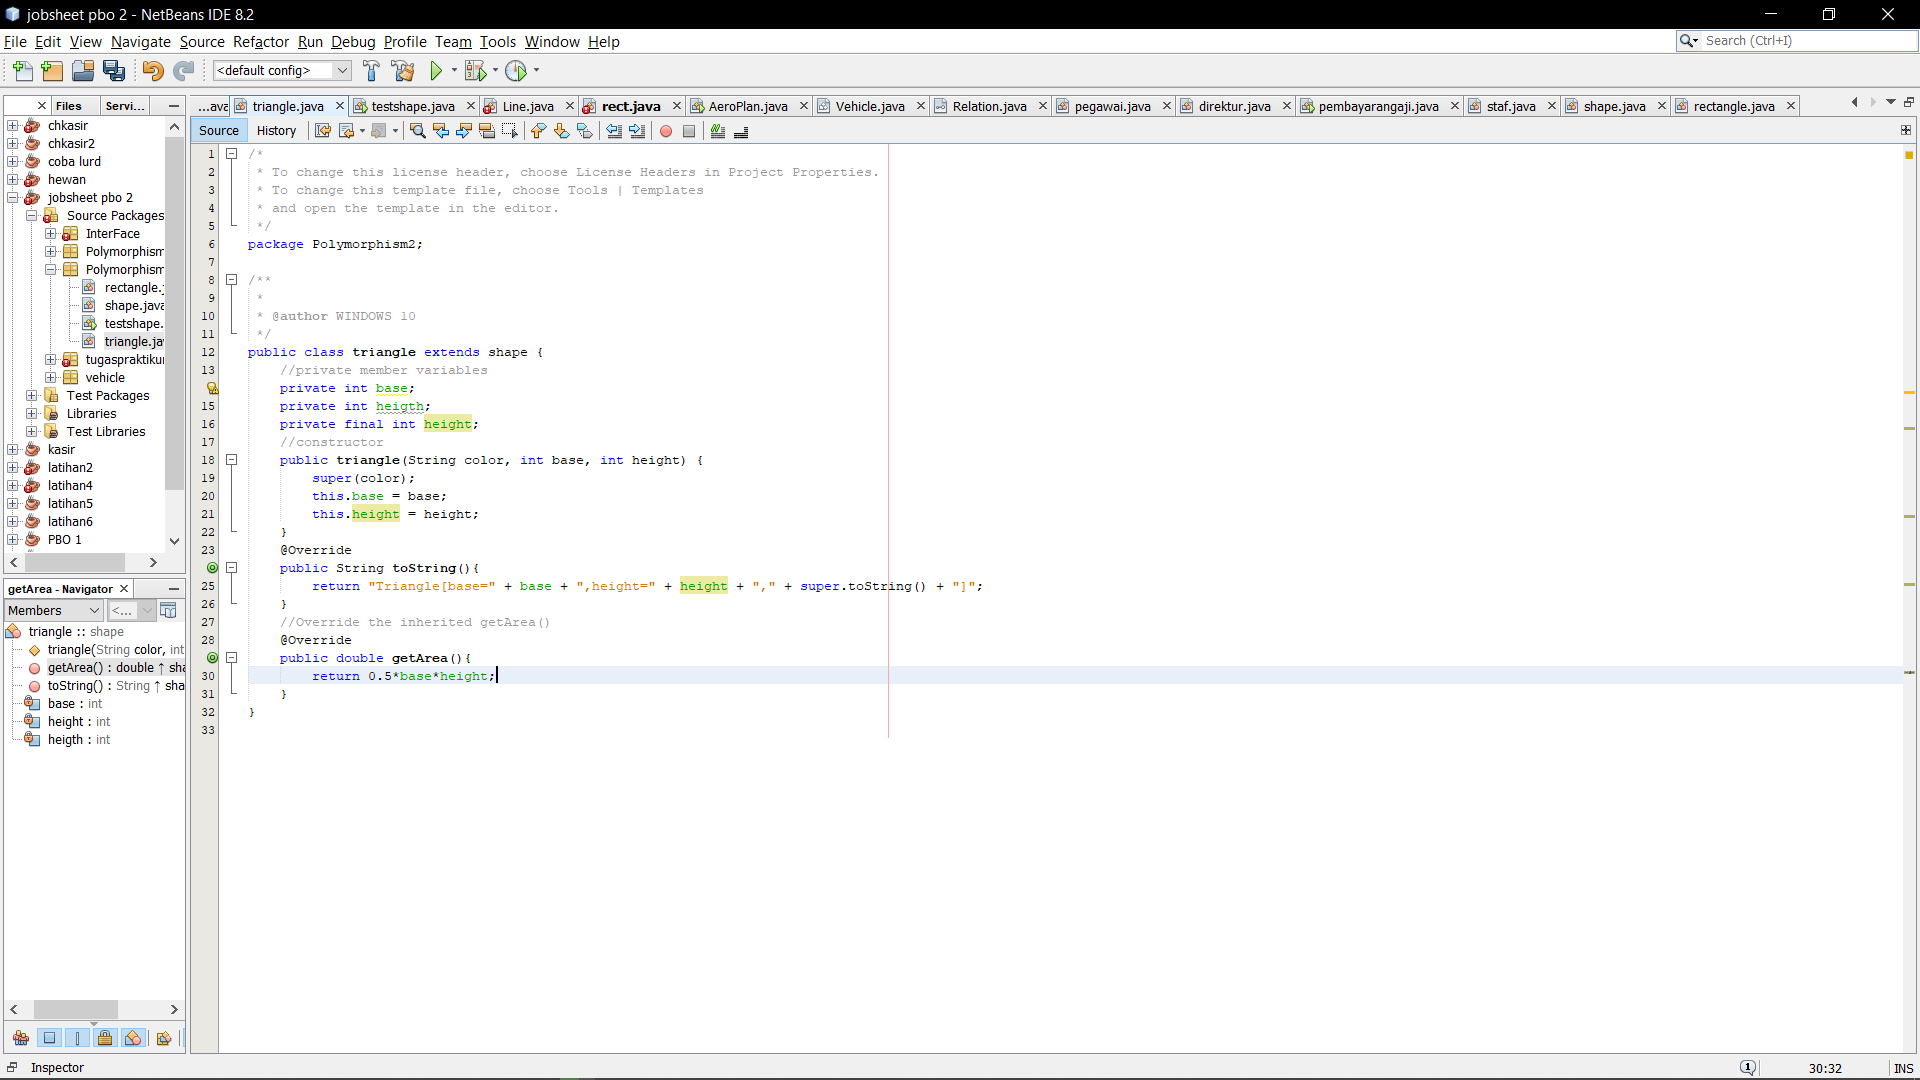 jobsheet pbo 2 - NetBeans IDE 8.2
File Edit View Navigate Source Refactor Run Debug Profile Team Tools Window Help
Search (Ctrl+I)
<default config>
Files Servi...
...ava triangle.java testshape.java Line.java rect.java AeroPlan.java Vehicle.java Relation.java pegawai.java direktur.java pembayarangaji.java staf.java shape.java rectangle.java
Source History
chkasir
chkasir2
coba lurd
hewan
jobsheet pbo 2
Source Packages
InterFace
Polymorphism
Polymorphism
rectangle.
shape.java
testshape.
triangle.ja
tugaspraktiku
vehicle
Test Packages
Libraries
Test Libraries
kasir
latihan2
latihan4
latihan5
latihan6
PBO 1
getArea - Navigator
Members <...
triangle :: shape
triangle(String color, int
getArea() : double ↑ sha
toString() : String ↑ sha
base : int
height : int
heigth : int
1 /*
2 * To change this license header, choose License Headers in Project Properties.
3 * To change this template file, choose Tools | Templates
4 * and open the template in the editor.
5 */
6 package Polymorphism2;
7
8 /**
9 *
10 * @author WINDOWS 10
11 */
12 public class triangle extends shape {
13 //private member variables
private int base;
15 private int heigth;
16 private final int height;
17 //constructor
18 public triangle(String color, int base, int height) {
19 super(color);
20 this.base = base;
21 this.height = height;
22 }
23 @Override
public String toString(){
25 return "Triangle[base=" + base + ",height=" + height + "," + super.toString() + "]";
26 }
27 //Override the inherited getArea()
28 @Override
public double getArea(){
30 return 0.5*base*height;
31 }
32 }
33
Inspector
1
30:32 INS